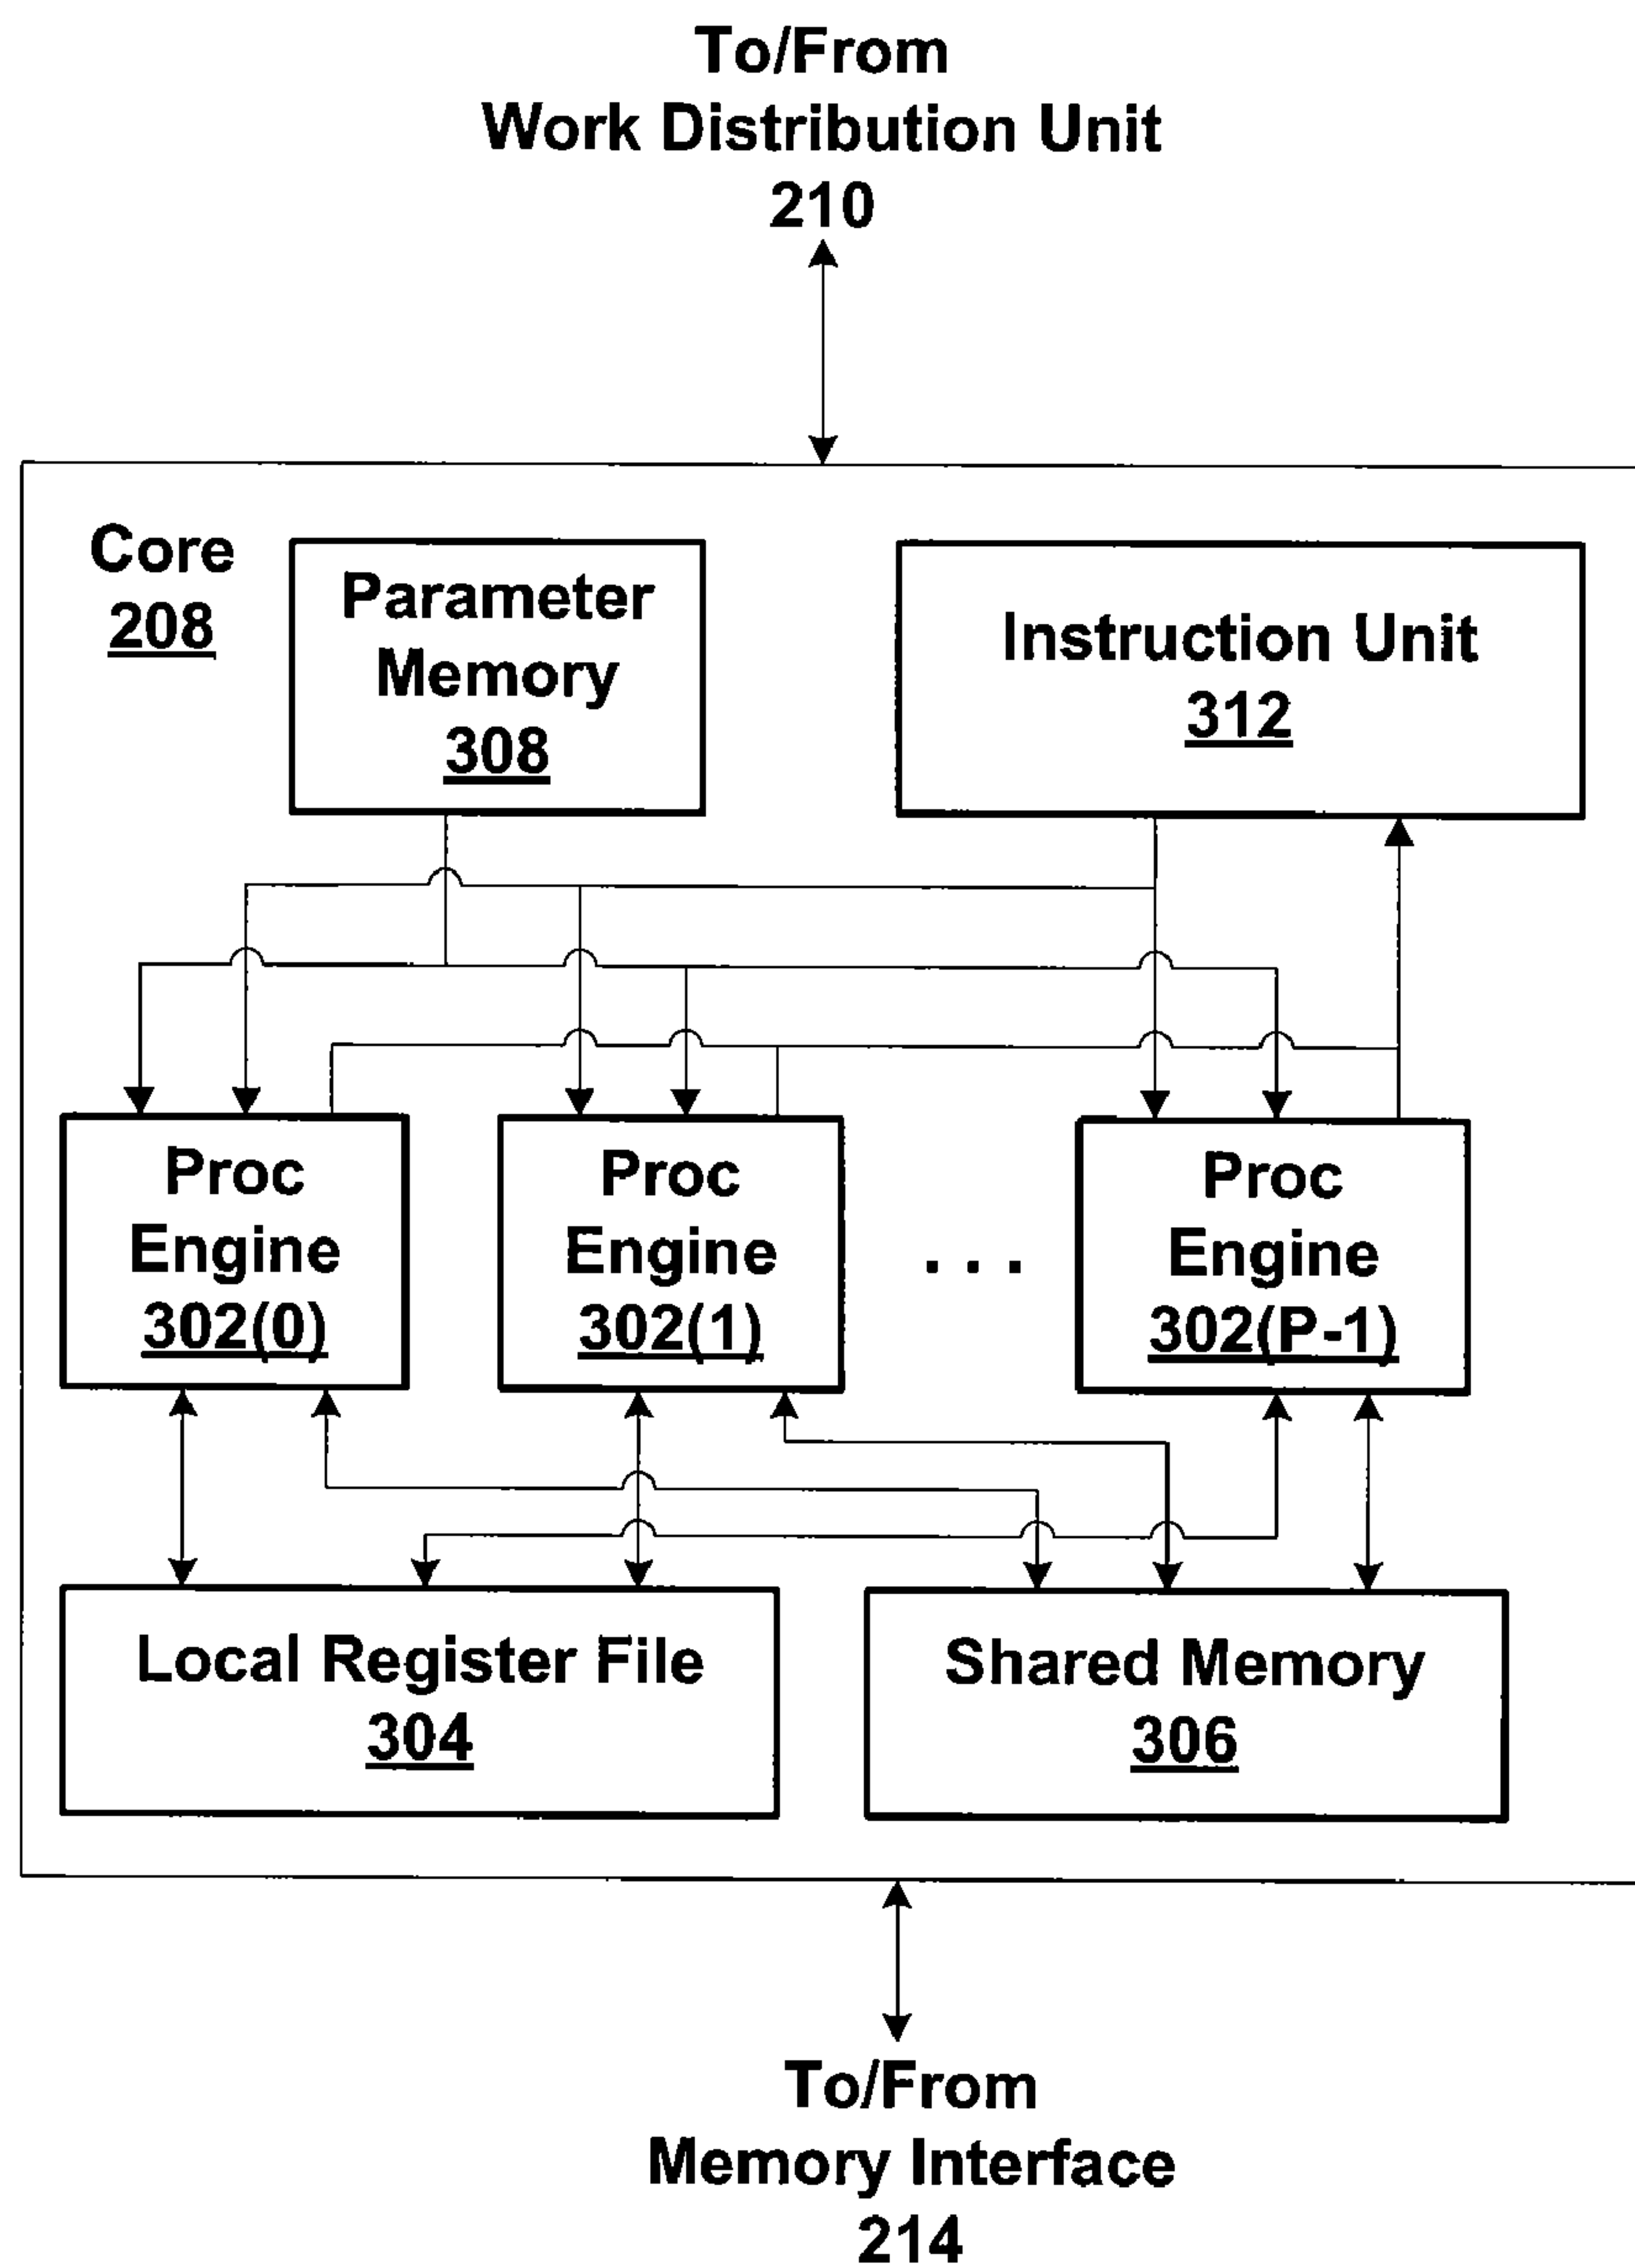 To/From
Work Distribution Unit
210
Core
208
Parameter
Memory
308
Instruction Unit
312
Proc
Engine
302(0)
Proc
Engine
302(1)
. . .
Proc
Engine
302(P-1)
Local Register File
304
Shared Memory
306
To/From
Memory Interface
214